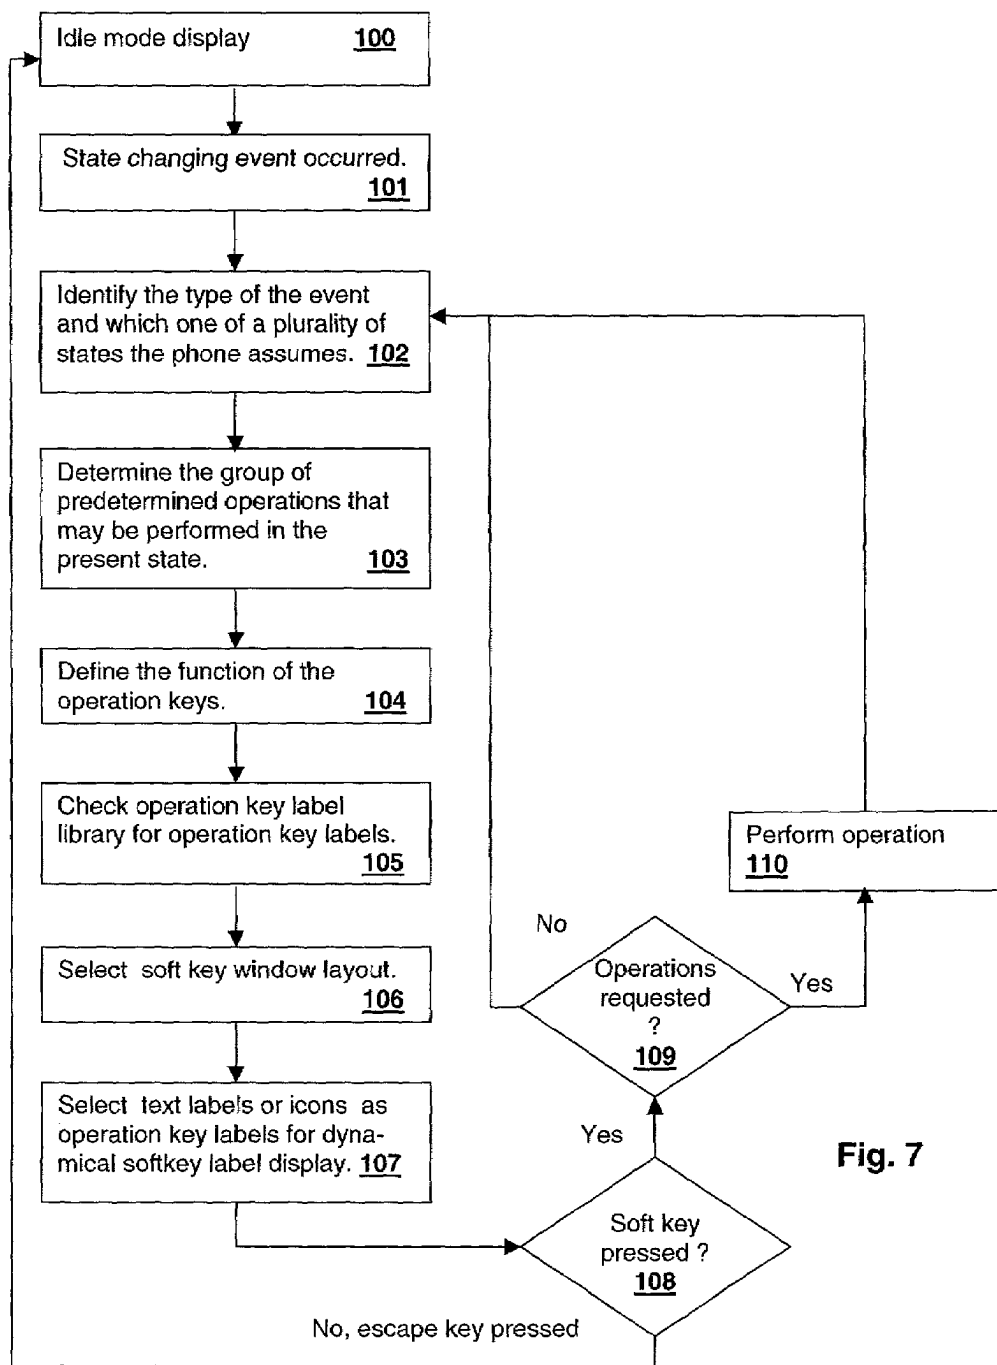 Idle mode display 100
State changing event occurred.
101
Identify the type of the event
and which one of a plurality of
states the phone assumes. 102
Determine the group of
predetermined operations that
may be performed in the
present state. 103
Define the function of the
operation keys. 104
Check operation key label
library for operation key labels.
105
Select soft key window layout.
106
Select text labels or icons as
operation key labels for dyna-
mical softkey label display. 107
Perform operation
110
No
Operations
requested
?
109
Yes
Yes
Fig. 7
Soft key
pressed ?
108
No, escape key pressed